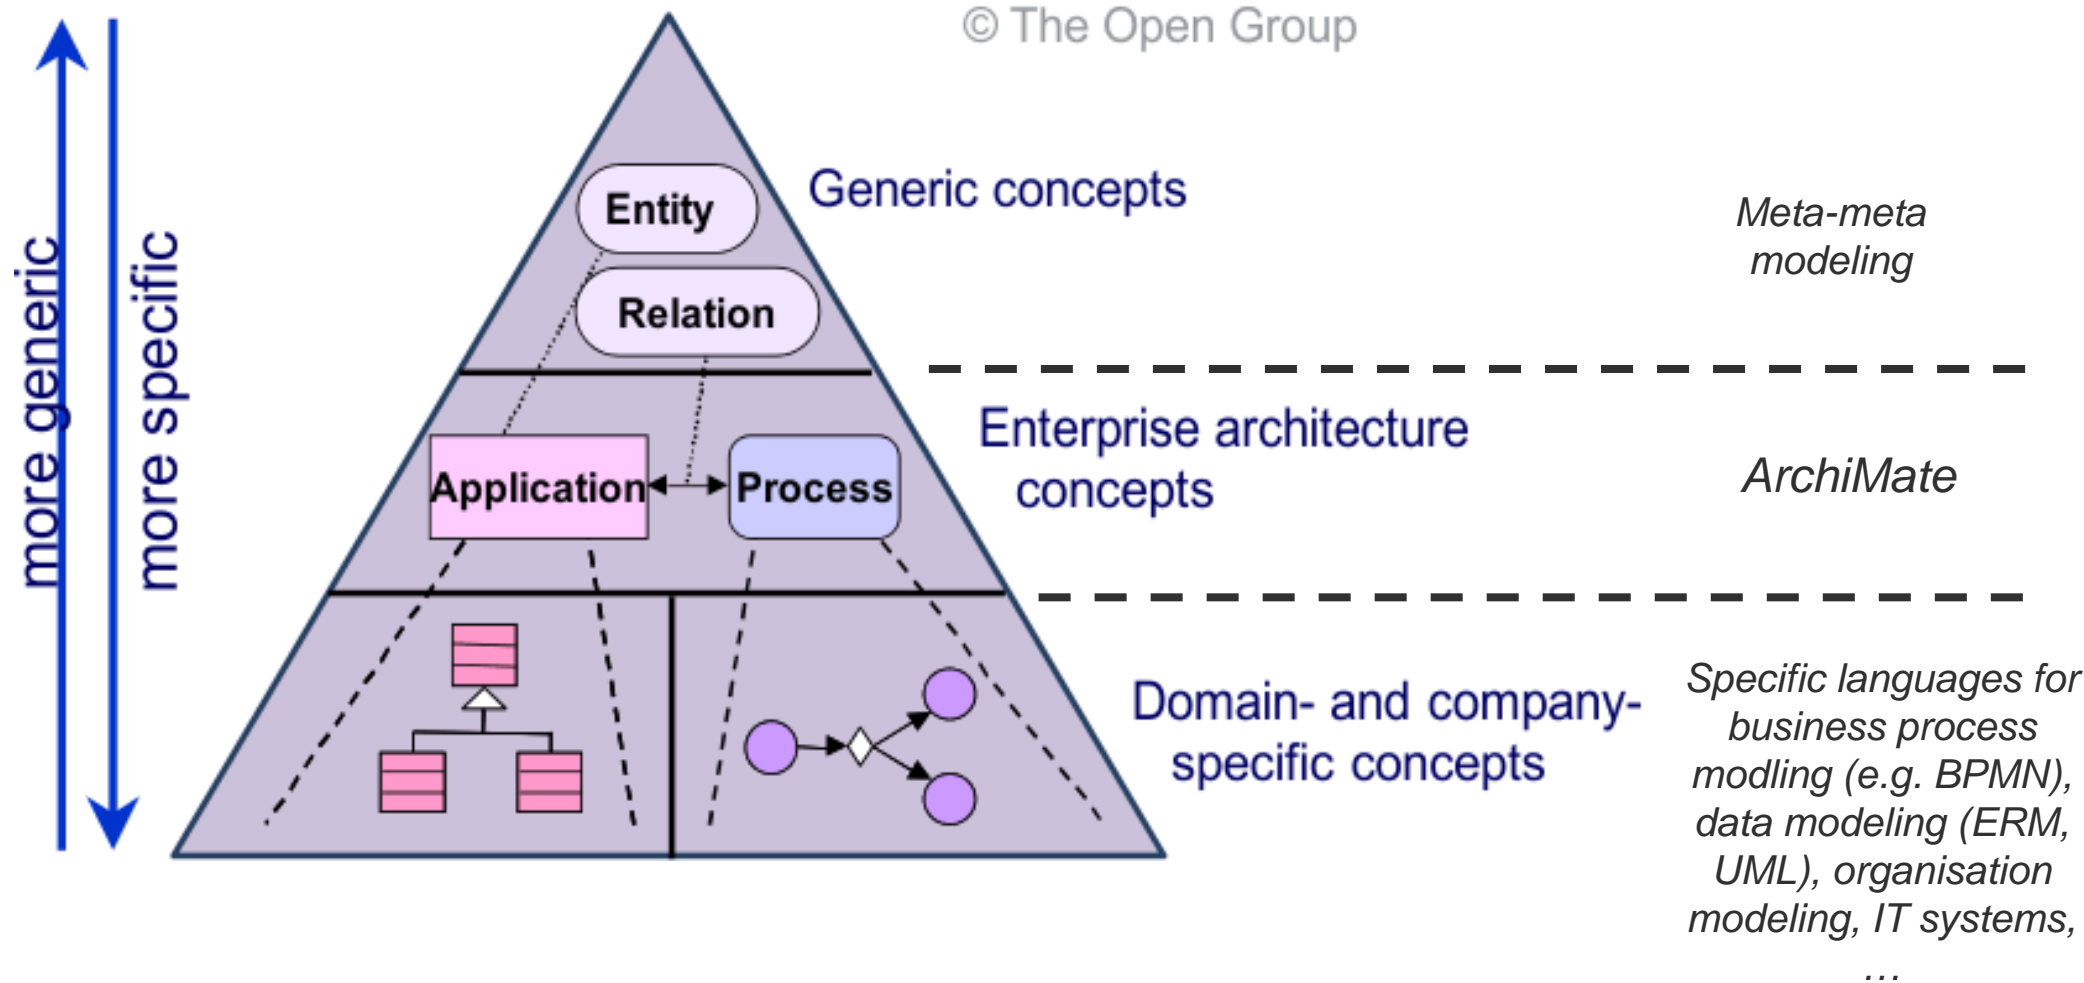 © The Open Group
more generic
more specific
Entity
Relation
Generic concepts
Meta-meta
modeling
Application
Process
Enterprise architecture
concepts
ArchiMate
Domain- and company-
specific concepts
Specific languages for
business process
modling (e.g. BPMN),
data modeling (ERM,
UML), organisation
modeling, IT systems,
…